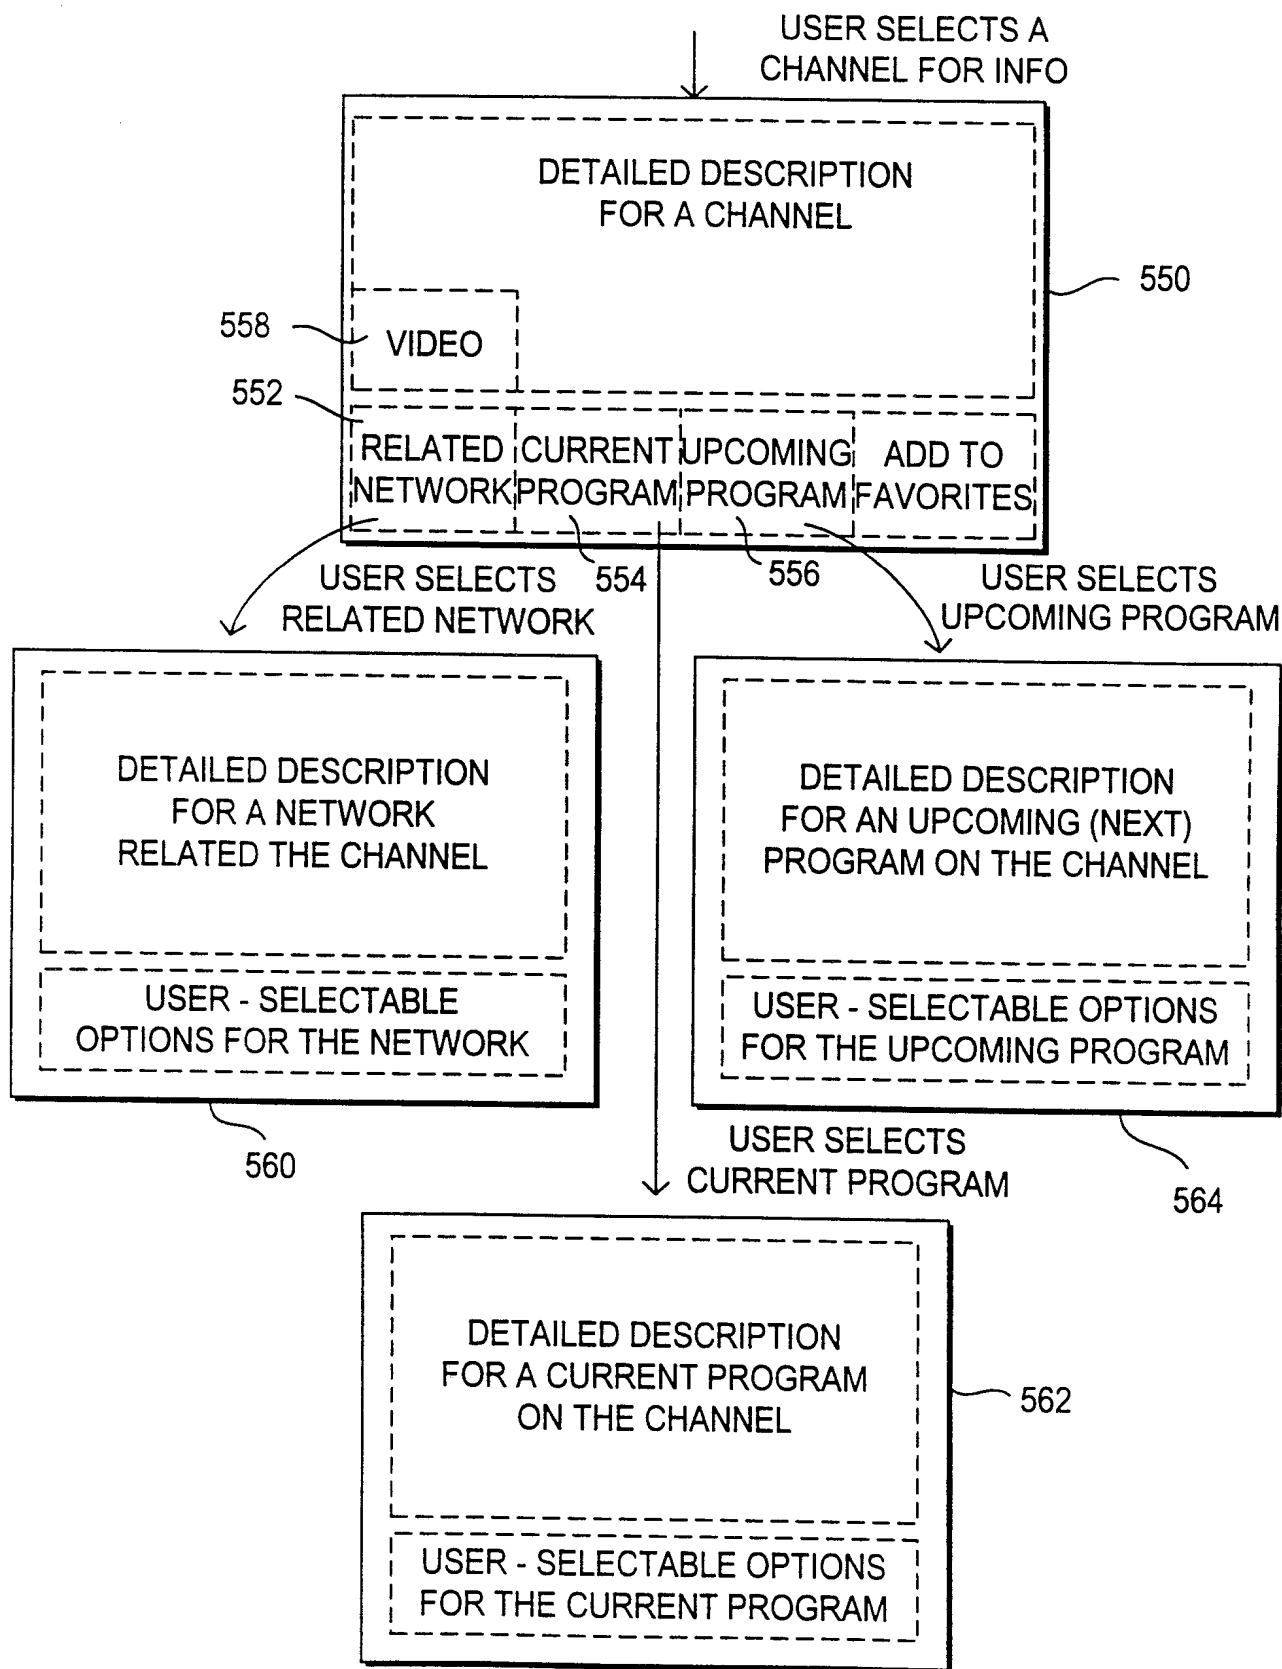 USER SELECTS A
CHANNEL FOR INFO
DETAILED DESCRIPTION
FOR A CHANNEL
550
558
VIDEO
552
RELATED
NETWORK
CURRENT
PROGRAM
UPCOMING
PROGRAM
ADD TO
FAVORITES
554
556
USER SELECTS
RELATED NETWORK
USER SELECTS
UPCOMING PROGRAM
DETAILED DESCRIPTION
FOR A NETWORK
RELATED THE CHANNEL
USER - SELECTABLE
OPTIONS FOR THE NETWORK
560
DETAILED DESCRIPTION
FOR AN UPCOMING (NEXT)
PROGRAM ON THE CHANNEL
USER - SELECTABLE OPTIONS
FOR THE UPCOMING PROGRAM
564
USER SELECTS
CURRENT PROGRAM
DETAILED DESCRIPTION
FOR A CURRENT PROGRAM
ON THE CHANNEL
562
USER - SELECTABLE OPTIONS
FOR THE CURRENT PROGRAM